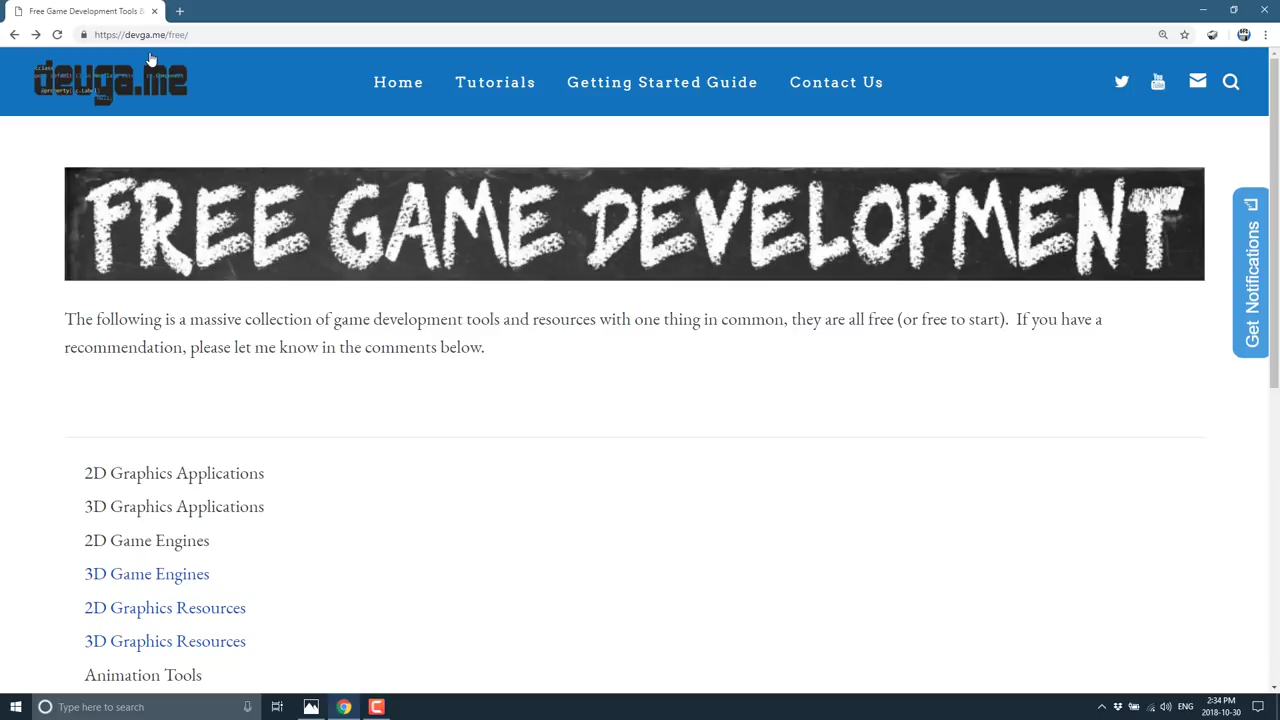 Free Game Development Tools &
https://devga.me/free/
devga.me
Home
Tutorials
Getting Started Guide
Contact Us
FREE GAME DEVELOPMENT
Get Notifications
The following is a massive collection of game development tools and resources with one thing in common, they are all free (or free to start). If you have a
recommendation, please let me know in the comments below.
2D Graphics Applications
3D Graphics Applications
2D Game Engines
3D Game Engines
2D Graphics Resources
3D Graphics Resources
Animation Tools
Type here to search
ENG
2:34 PM
2018-10-30